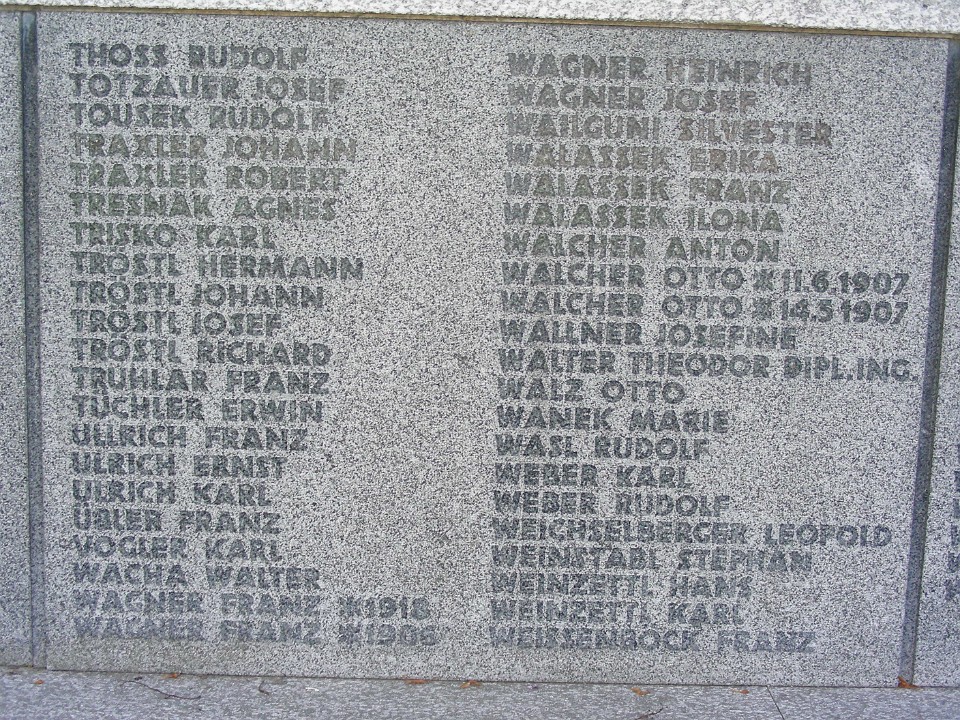 THOSS RUDOLF
TOTZAUER JOSEF
TOUSEK RUDOLF
TRAXLER JOHANN
TRAXLER ROBERT
TRESNAK AGNES
TRISKO KARL
TRÖSTL HERMANN
TRÖSTL JOHANN
TRÖSTL JOSEF
TRÖSTL RICHARD
TRUHLAR FRANZ
TÜCHLER ERWIN
ULLRICH FRANZ
ULRICH ERNST
ULRICH KARL
ÜBLER FRANZ
VOGLER KARL
WACHA WALTER
WAGNER FRANZ *1918
WAGNER FRANZ *1908
WAGNER HEINRICH
WAGNER JOSEF
WAILGUNI SILVESTER
WALASSEK ERIKA
WALASSEK FRANZ
WALASSEK ILONA
WALCHER ANTON
WALCHER OTTO *11.6.1907
WALCHER OTTO *14.5.1907
WALLNER JOSEFINE
WALTER THEODOR DIPL.ING.
WALZ OTTO
WANEK MARIE
WASL RUDOLF
WEBER KARL
WEBER RUDOLF
WEICHSELBERGER LEOPOLD
WEINSTABL STEPHAN
WEINZETTL HANS
WEINZETTL KARL
WEISSENBÖCK FRANZ